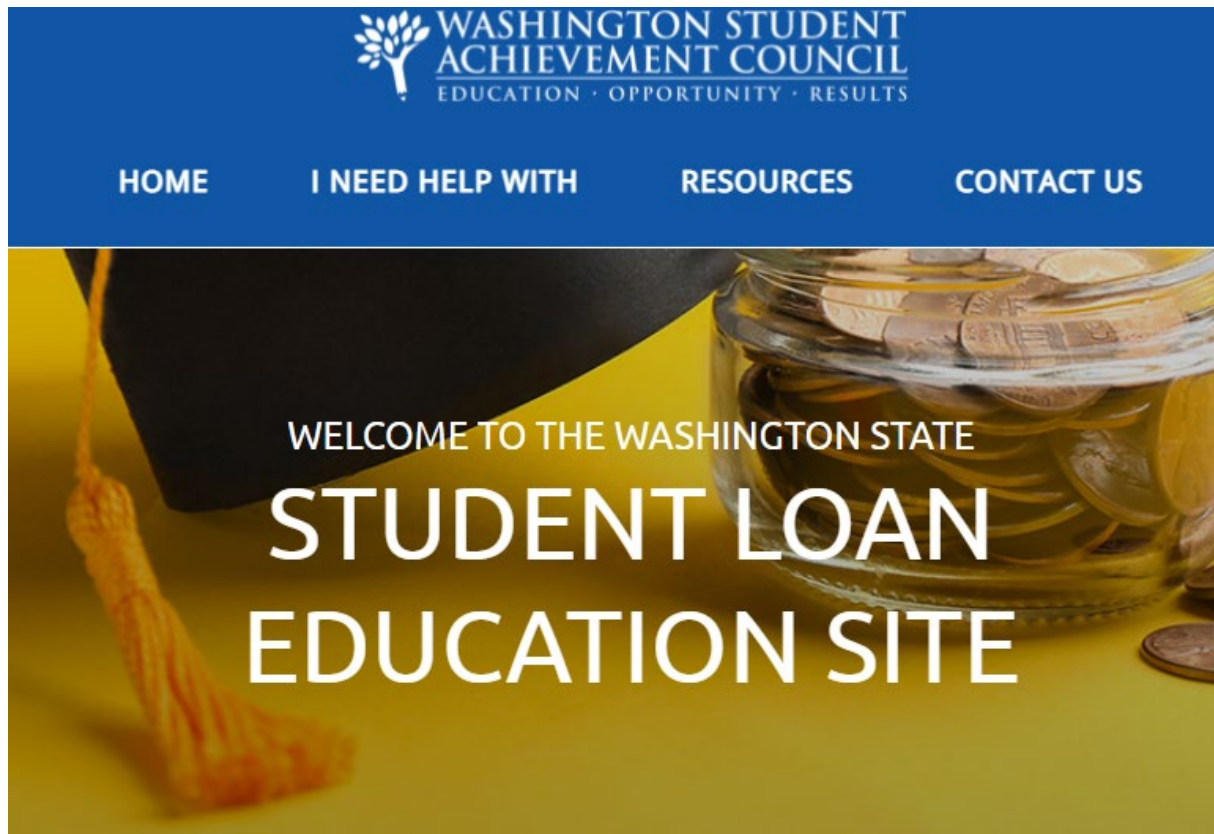 WASHINGTON STUDENT
ACHIEVEMENT COUNCIL
EDUCATION · OPPORTUNITY · RESULTS
HOME I NEED HELP WITH RESOURCES CONTACT US
WELCOME TO THE WASHINGTON STATE
STUDENT LOAN
EDUCATION SITE